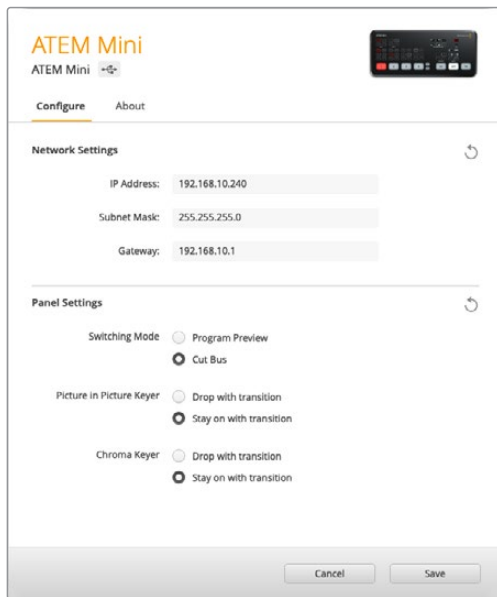 ATEM Mini
ATEM Mini
Configure About
Network Settings
IP Address: 192.168.10.240
Subnet Mask: 255.255.255.0
Gateway: 192.168.10.1
Panel Settings
Switching Mode Program Preview
Cut Bus
Picture in Picture Keyer Drop with transition
Stay on with transition
Chroma Keyer Drop with transition
Stay on with transition
Cancel Save